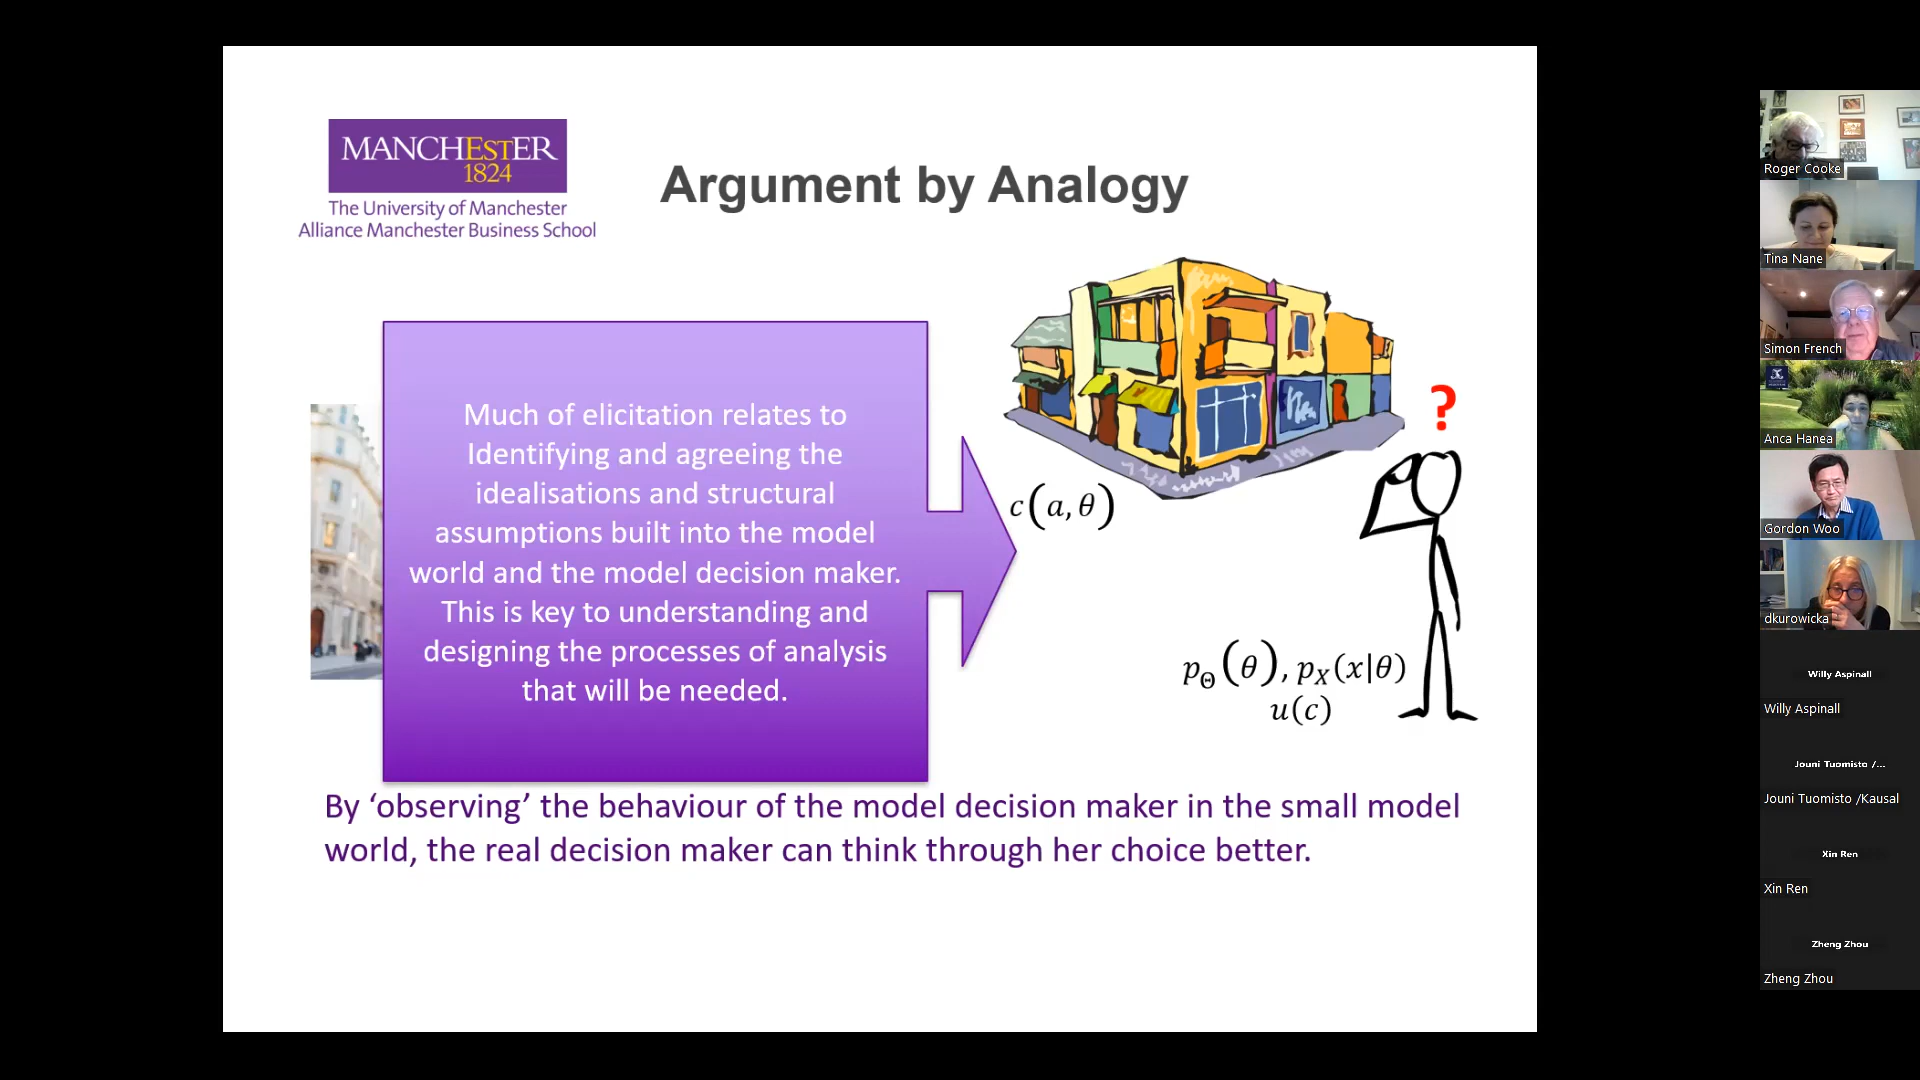 MANCHESTER
1824
The University of Manchester
Alliance Manchester Business School
Argument by Analogy
Much of elicitation relates to
Identifying and agreeing the
idealisations and structural
assumptions built into the model
world and the model decision maker.
This is key to understanding and
designing the processes of analysis
that will be needed.
c(a, θ)
?
p_Θ(θ), p_X(x|θ)
u(c)
By ‘observing’ the behaviour of the model decision maker in the small model
world, the real decision maker can think through her choice better.
Roger Cooke
Tina Nane
Simon French
Anca Hanea
Gordon Woo
dkurowicka
Willy Aspinall
Willy Aspinall
Jouni Tuomisto /...
Jouni Tuomisto /Kausal
Xin Ren
Xin Ren
Zheng Zhou
Zheng Zhou